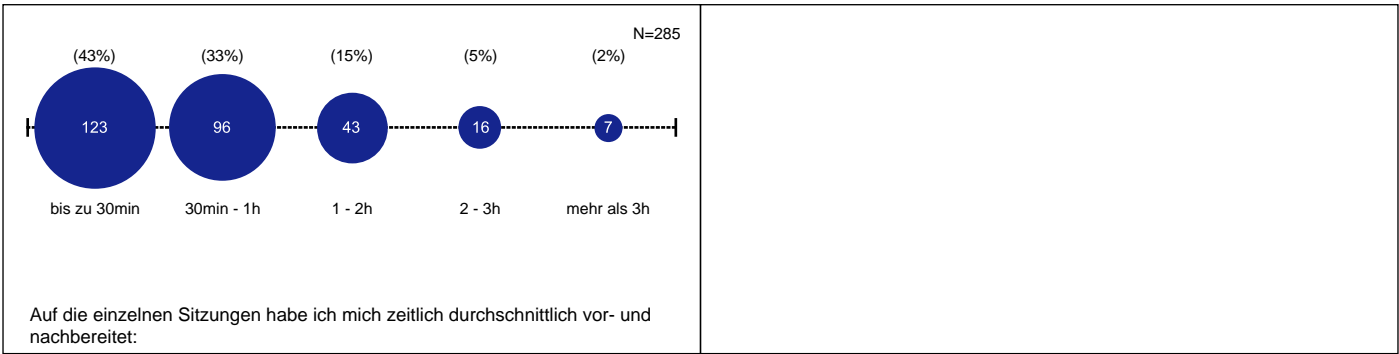 N=285
(43%) (33%) (15%) (5%) (2%)
123 96 43 16 7
bis zu 30min 30min - 1h 1 - 2h 2 - 3h mehr als 3h
Auf die einzelnen Sitzungen habe ich mich zeitlich durchschnittlich vor- und
nachbereitet: